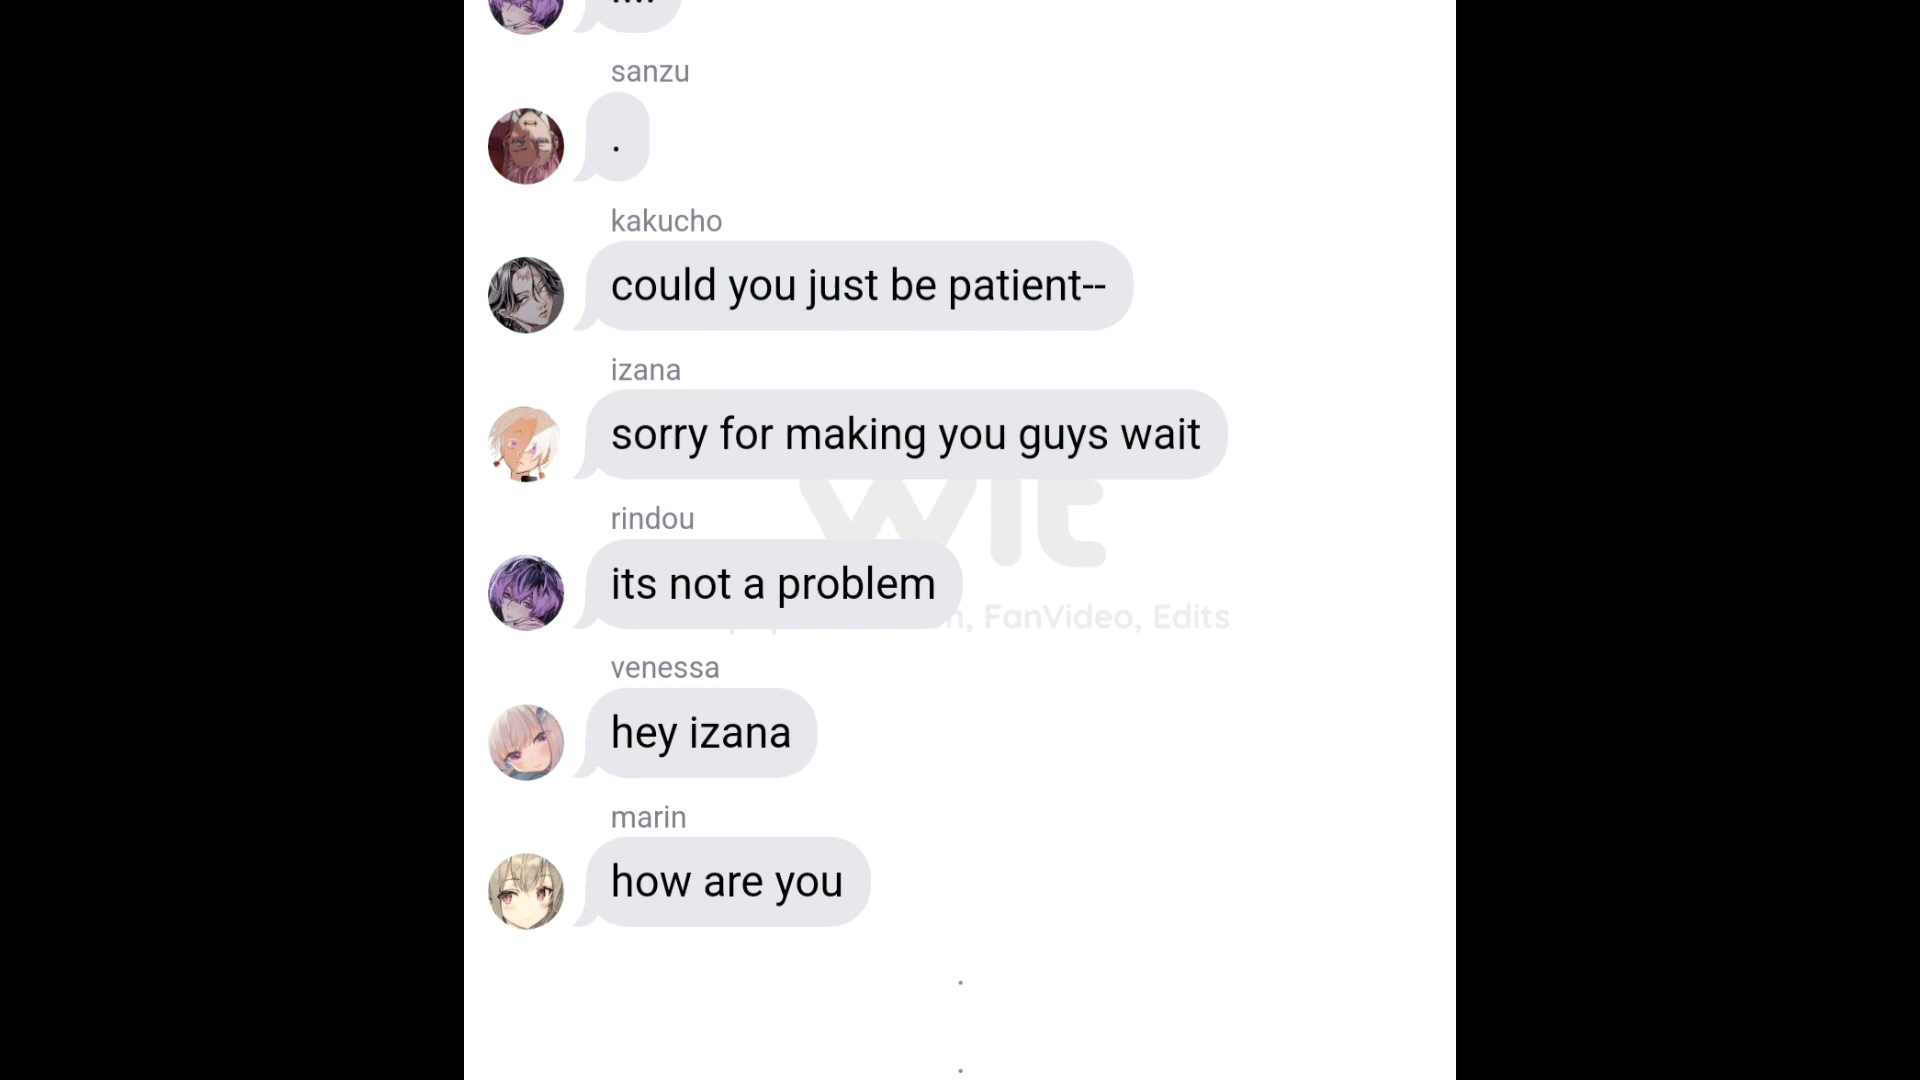 ....
sanzu
.
kakucho
could you just be patient--
izana
sorry for making you guys wait
wit
rindou
its not a problem
FanVideo, Edits
venessa
hey izana
marin
how are you
.
.